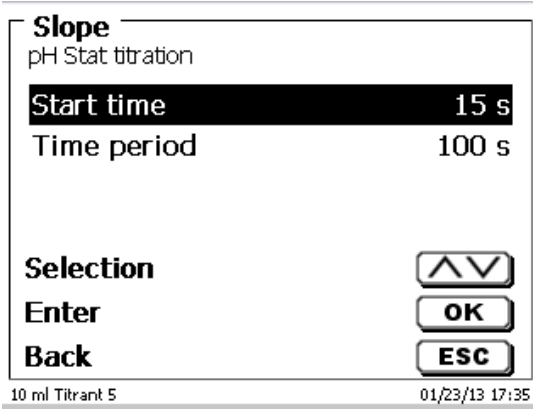 Slope
pH Stat titration
Start time 15 s
Time period 100 s
Selection
Enter OK
Back ESC
10 ml Titrant 5 01/23/13 17:35